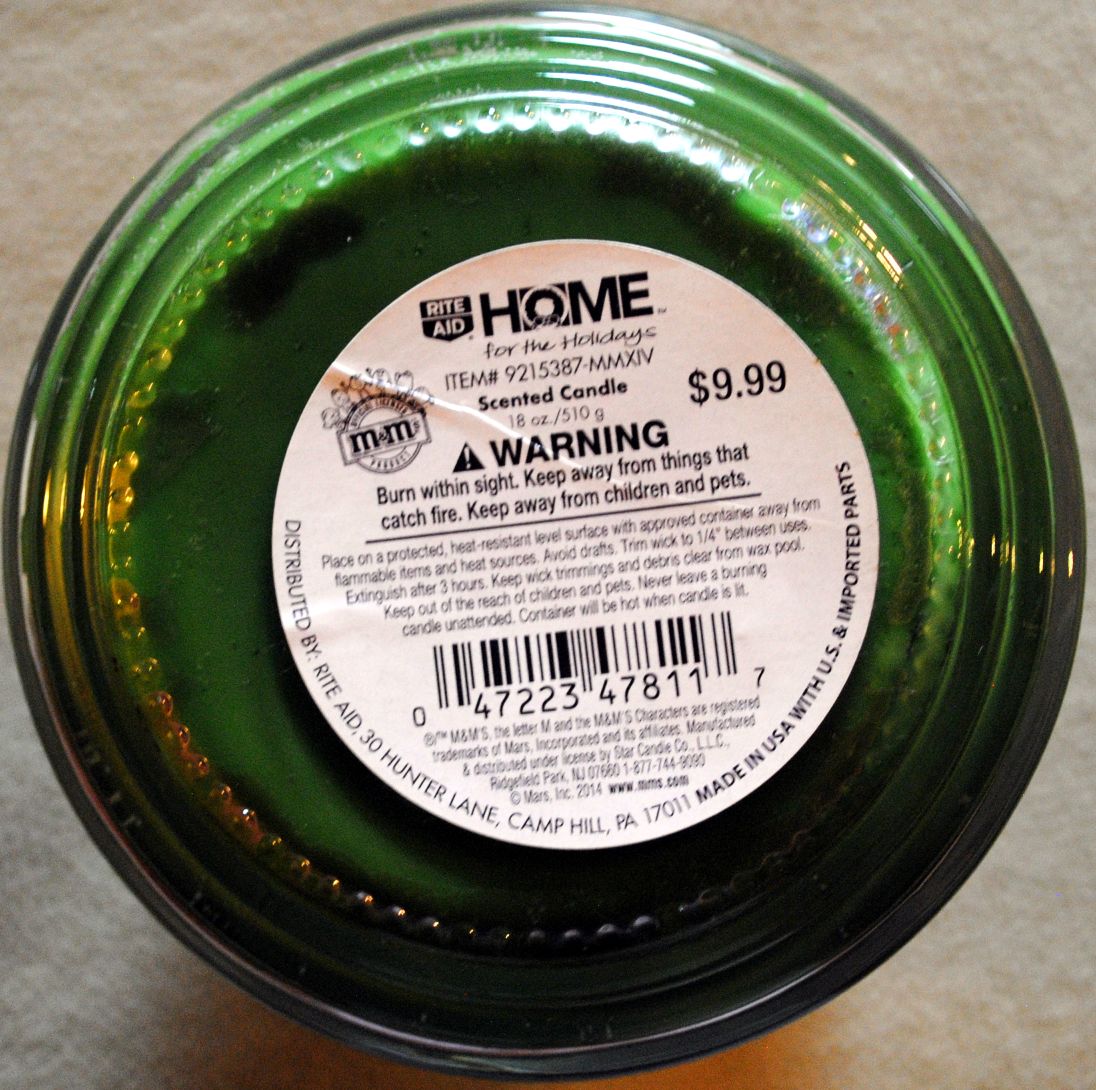 RITE AID HOME™
for the Holidays
ITEM# 9215387-MMXIV
Scented Candle
18 oz./510 g
$9.99
OFFICIAL LICENSED
m&m's
PRODUCT
WARNING
Burn within sight. Keep away from things that
catch fire. Keep away from children and pets.
Place on a protected, heat-resistant level surface with approved container away from
flammable items and heat sources. Avoid drafts. Trim wick to 1/4" between uses.
Extinguish after 3 hours. Keep wick trimmings and debris clear from wax pool.
Keep out of the reach of children and pets. Never leave a burning
candle unattended. Container will be hot when candle is lit.
0 47223 47811 7
®/™ M&M'S, the letter M and the M&M'S Characters are registered
trademarks of Mars, Incorporated and its affiliates. Manufactured
& distributed under license by Star Candle Co., L.L.C.,
Ridgefield Park, NJ 07660 1-877-744-9090
© Mars, Inc. 2014 www.mms.com
DISTRIBUTED BY: RITE AID, 30 HUNTER LANE, CAMP HILL, PA 17011 MADE IN USA WITH U.S. & IMPORTED PARTS